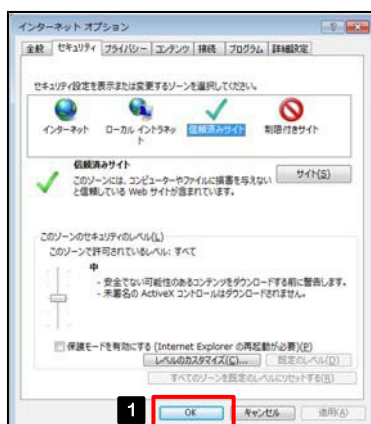 インターネット オプション
全般 セキュリティ プライバシー コンテンツ 接続 プログラム 詳細設定
セキュリティ設定を表示または変更するゾーンを選択してください。
インターネット ローカル イントラネット 信頼済みサイト 制限付きサイト
信頼済みサイト
このゾーンには、コンピューターやファイルに損害を与えない
と信頼している Web サイトが含まれています。
サイト(S)
このゾーンのセキュリティのレベル(L)
このゾーンで許可されているレベル: すべて
中
- 安全でない可能性のあるコンテンツをダウンロードする前に警告します。
- 未署名の ActiveX コントロールはダウンロードされません。
保護モードを有効にする (Internet Explorer の再起動が必要)(P)
レベルのカスタマイズ(C)... 既定のレベル(D)
すべてのゾーンを既定のレベルにリセットする(R)
1 OK キャンセル 適用(A)